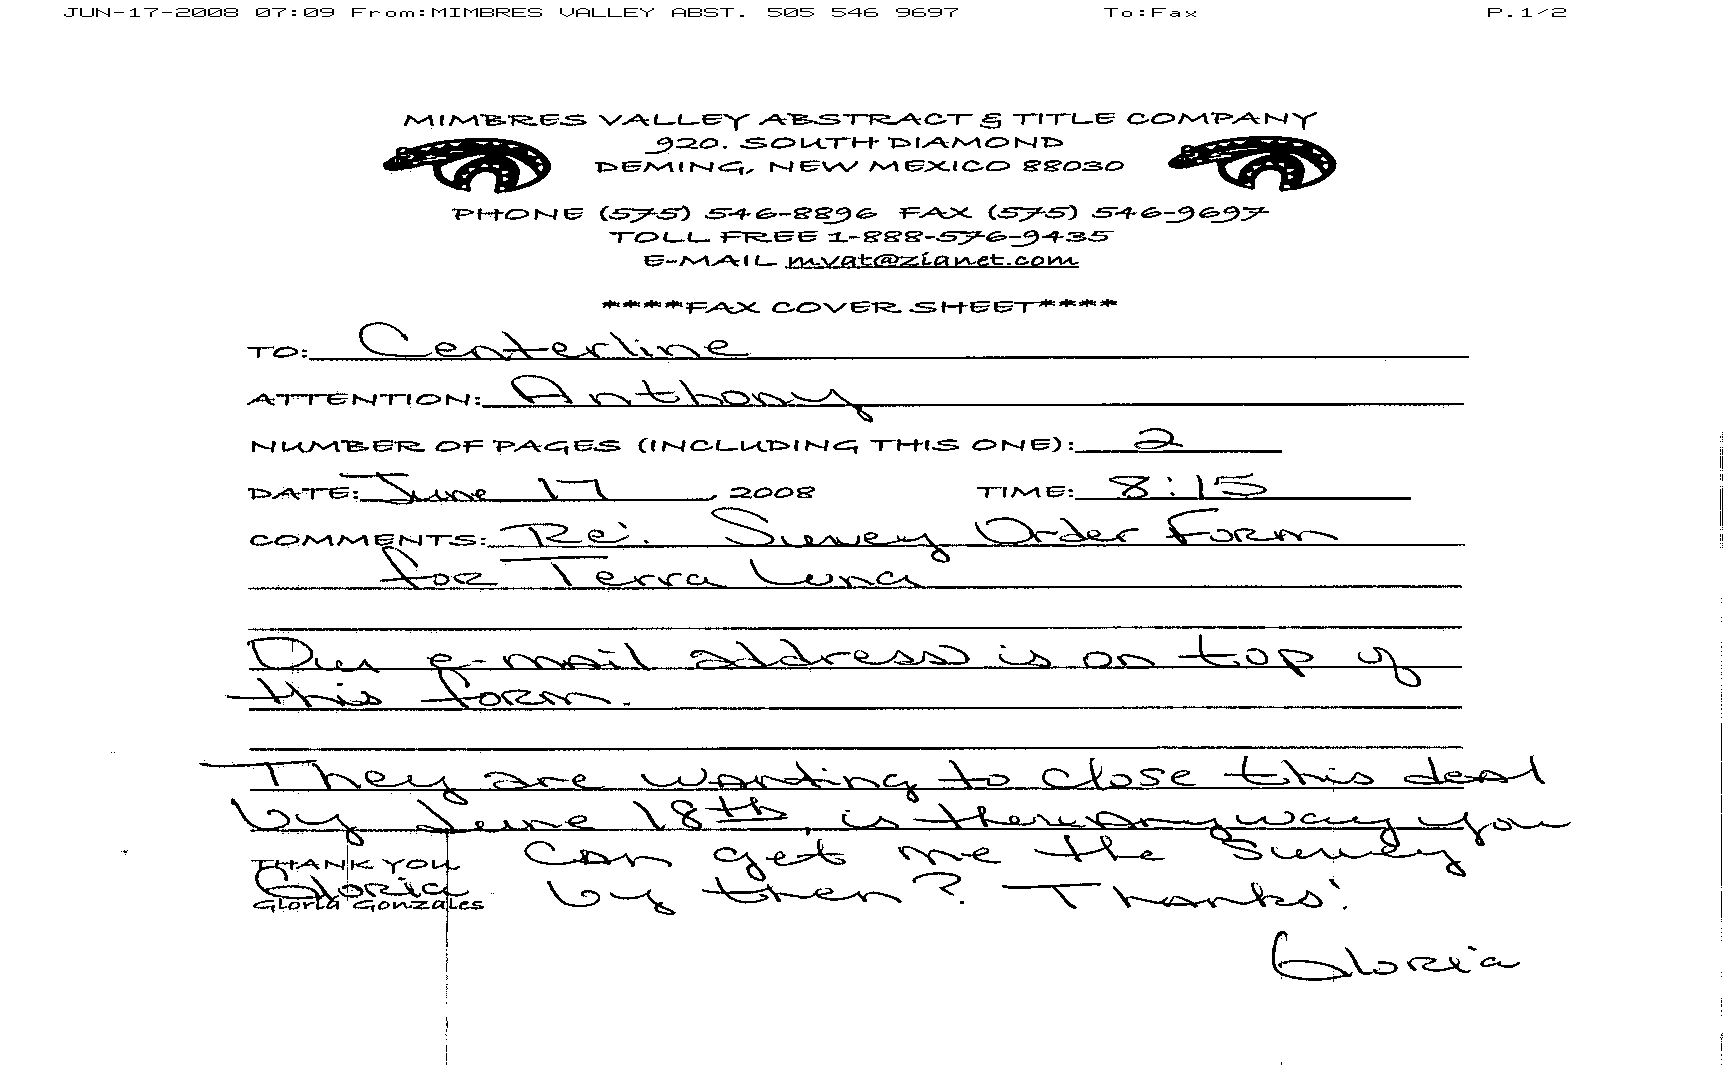 JUN-17-2008 07:09 From:MIMBRES VALLEY ABST. 505 546 9697 To:Fax P.1/2
MIMBRES VALLEY ABSTRACT & TITLE COMPANY
920. SOUTH DIAMOND
DEMING, NEW MEXICO 88030
PHONE (575) 546-8896 FAX (575) 546-9697
TOLL FREE 1-888-576-9435
E-MAIL mvat@zianet.com
****FAX COVER SHEET****
TO: Centerline
ATTENTION: Anthony
NUMBER OF PAGES (INCLUDING THIS ONE): 2
DATE: June 17, 2008 TIME: 8:15
COMMENTS: Re: Survey Order Form
for Terra Luna
Our e-mail address is on top of
this form.
They are wanting to close this deal
by June 18th, is there anyway you
can get me the Survey
by then? Thanks!
THANK YOU
Gloria
Gloria Gonzales
Gloria